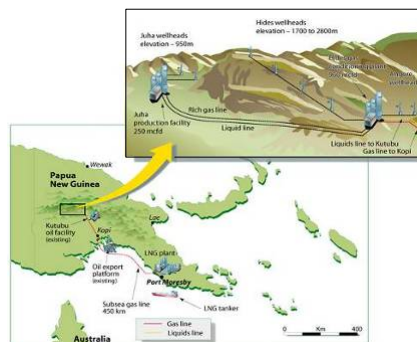 Juha wellheads
elevation – 950m
Hides wellheads
elevation – 1700 to 2800m
Rich gas line
Liquid line
Juha
production facility
250 mcfd
Liquids line to Kutubu
Gas line to Kopi
Wewak
Papua
New Guinea
Kutubu
oil facility
(existing)
Kopi
Lae
Oil export
platform
(existing)
LNG plant
Port Moresby
Subsea gas line
450 km
LNG tanker
Gas line
Liquids line
0 Km 400
Australia